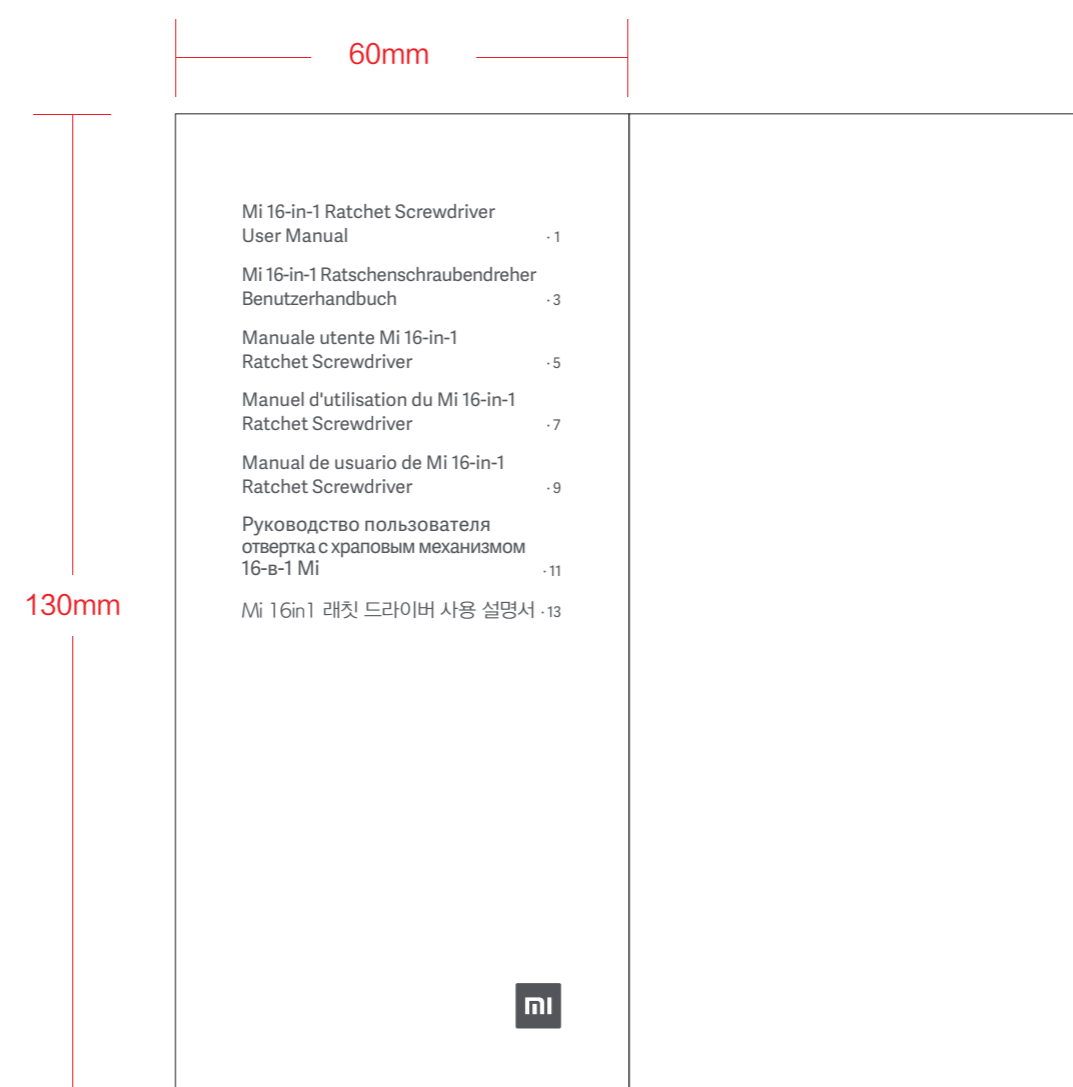 60mm
Mi 16-in-1 Ratchet Screwdriver
User Manual · 1
Mi 16-in-1 Ratschenschraubendreher
Benutzerhandbuch · 3
Manuale utente Mi 16-in-1
Ratchet Screwdriver · 5
Manuel d'utilisation du Mi 16-in-1
Ratchet Screwdriver · 7
Manual de usuario de Mi 16-in-1
Ratchet Screwdriver · 9
Руководство пользователя
отвертка с храповым механизмом
16-в-1 Mi · 11
130mm
Mi 16in1 래칫 드라이버 사용 설명서 · 13
mi